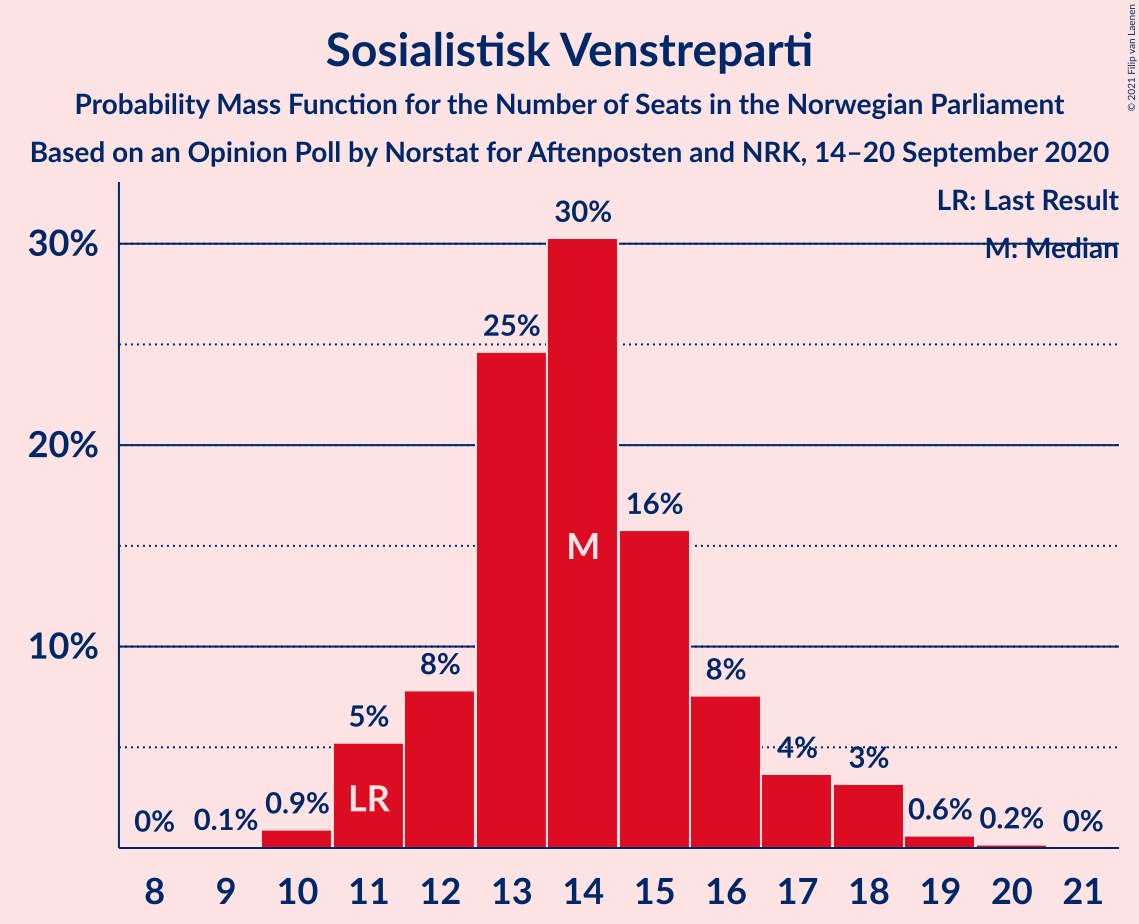 Sosialistisk Venstreparti
Probability Mass Function for the Number of Seats in the Norwegian Parliament
Based on an Opinion Poll by Norstat for Aftenposten and NRK, 14–20 September 2020
© 2021 Filip van Laenen
LR: Last Result
M: Median
30%
20%
10%
0%
0.1%
0.9%
5%
8%
25%
30%
16%
8%
4%
3%
0.6%
0.2%
0%
LR
M
8 9 10 11 12 13 14 15 16 17 18 19 20 21